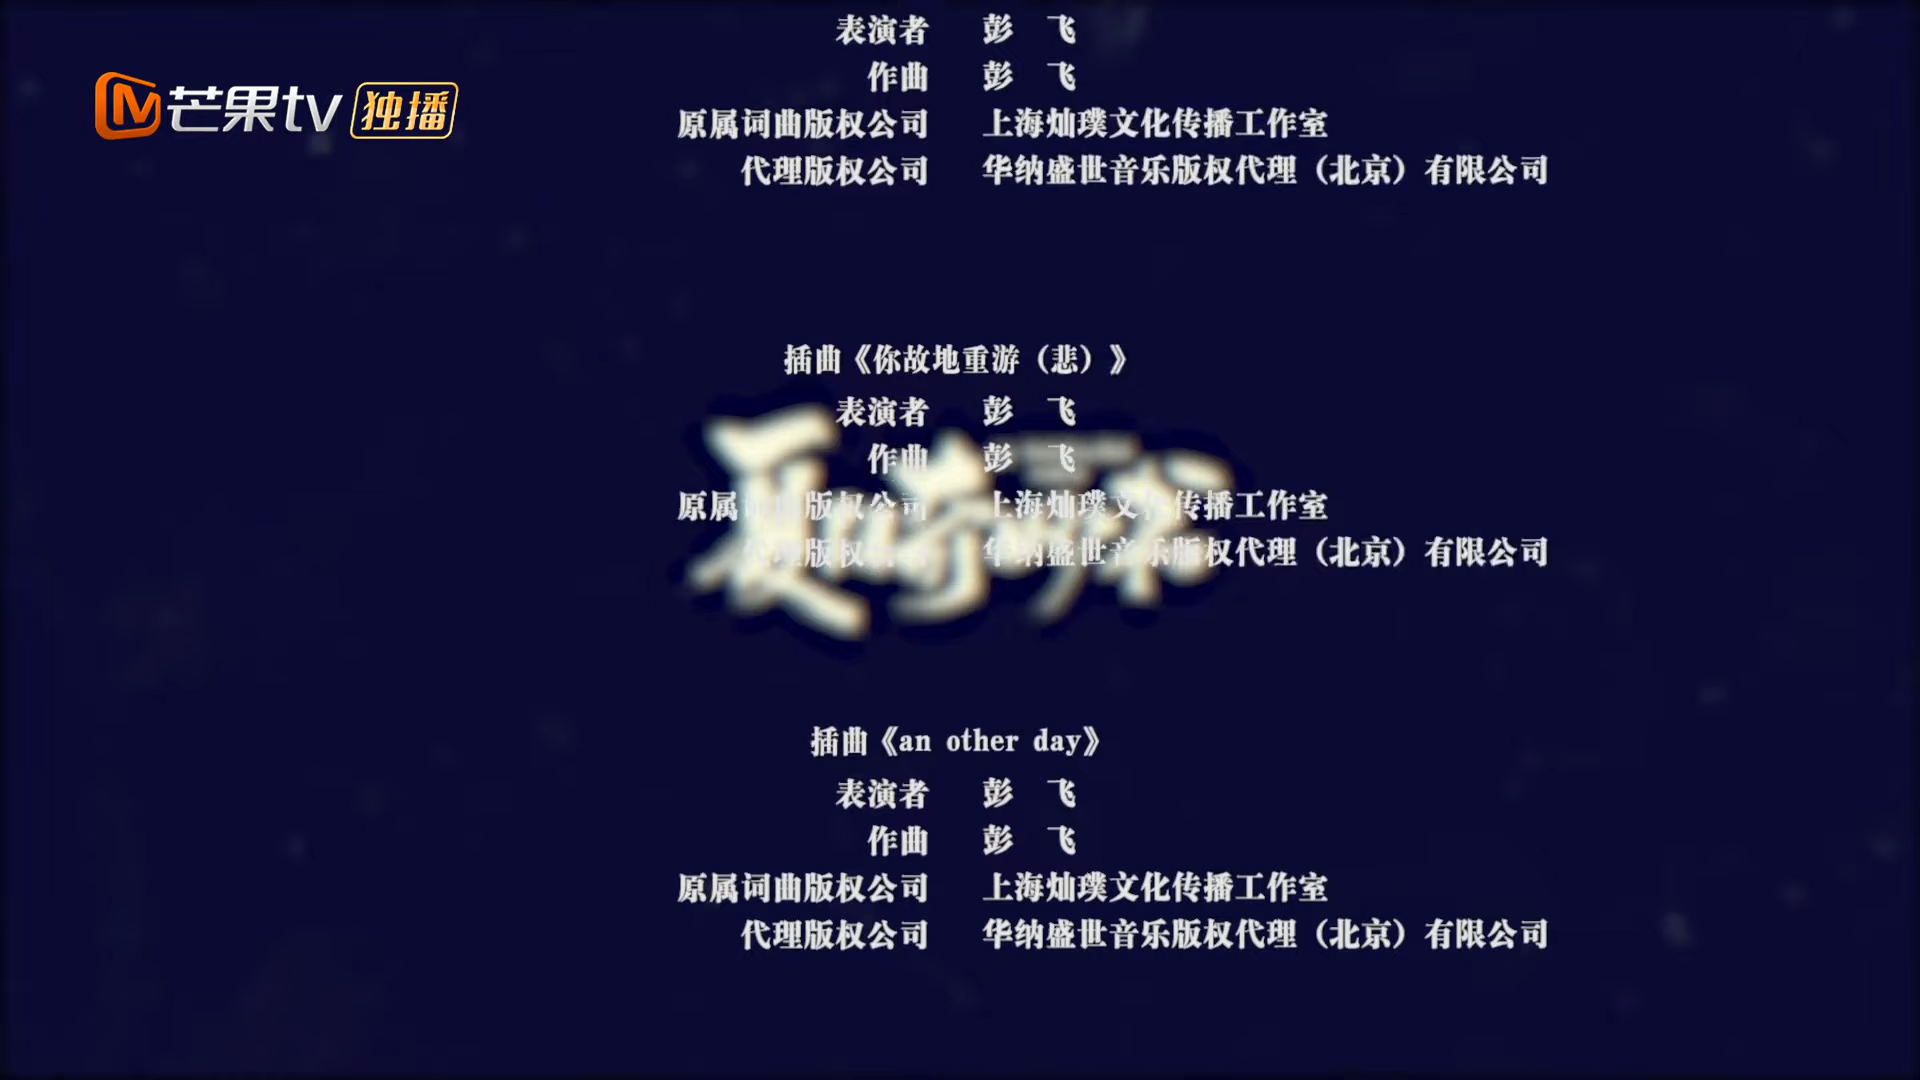 表演者 彭 飞
作曲 彭 飞
芒果tv 独播
原属词曲版权公司 上海灿璞文化传播工作室
代理版权公司 华纳盛世音乐版权代理（北京）有限公司
插曲《你故地重游（悲）》
表演者 彭 飞
作曲 彭 飞
原属词曲版权公司 上海灿璞文化传播工作室
代理版权公司 华纳盛世音乐版权代理（北京）有限公司
插曲《an other day》
表演者 彭 飞
作曲 彭 飞
原属词曲版权公司 上海灿璞文化传播工作室
代理版权公司 华纳盛世音乐版权代理（北京）有限公司